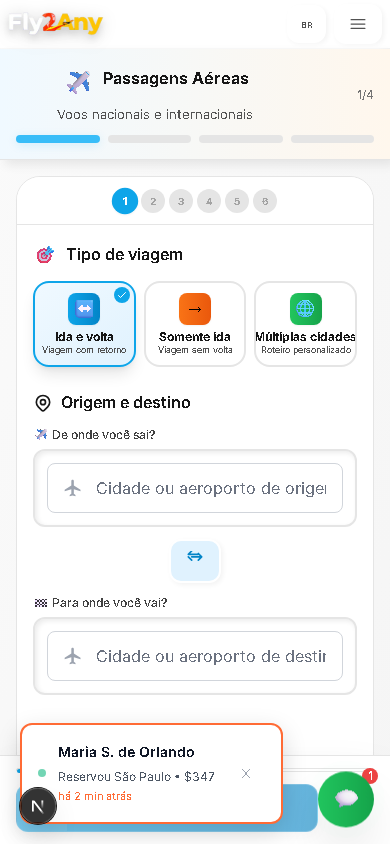 Fly2Any
BR
Passagens Aéreas
Voos nacionais e internacionais
1/4
1 2 3 4 5 6
Tipo de viagem
Ida e volta
Viagem com retorno
Somente ida
Viagem sem volta
Múltiplas cidades
Roteiro personalizado
Origem e destino
De onde você sai?
Cidade ou aeroporto de orige
Para onde você vai?
Cidade ou aeroporto de destir
Maria S. de Orlando
Reservou São Paulo • $347
há 2 min atrás
N
1